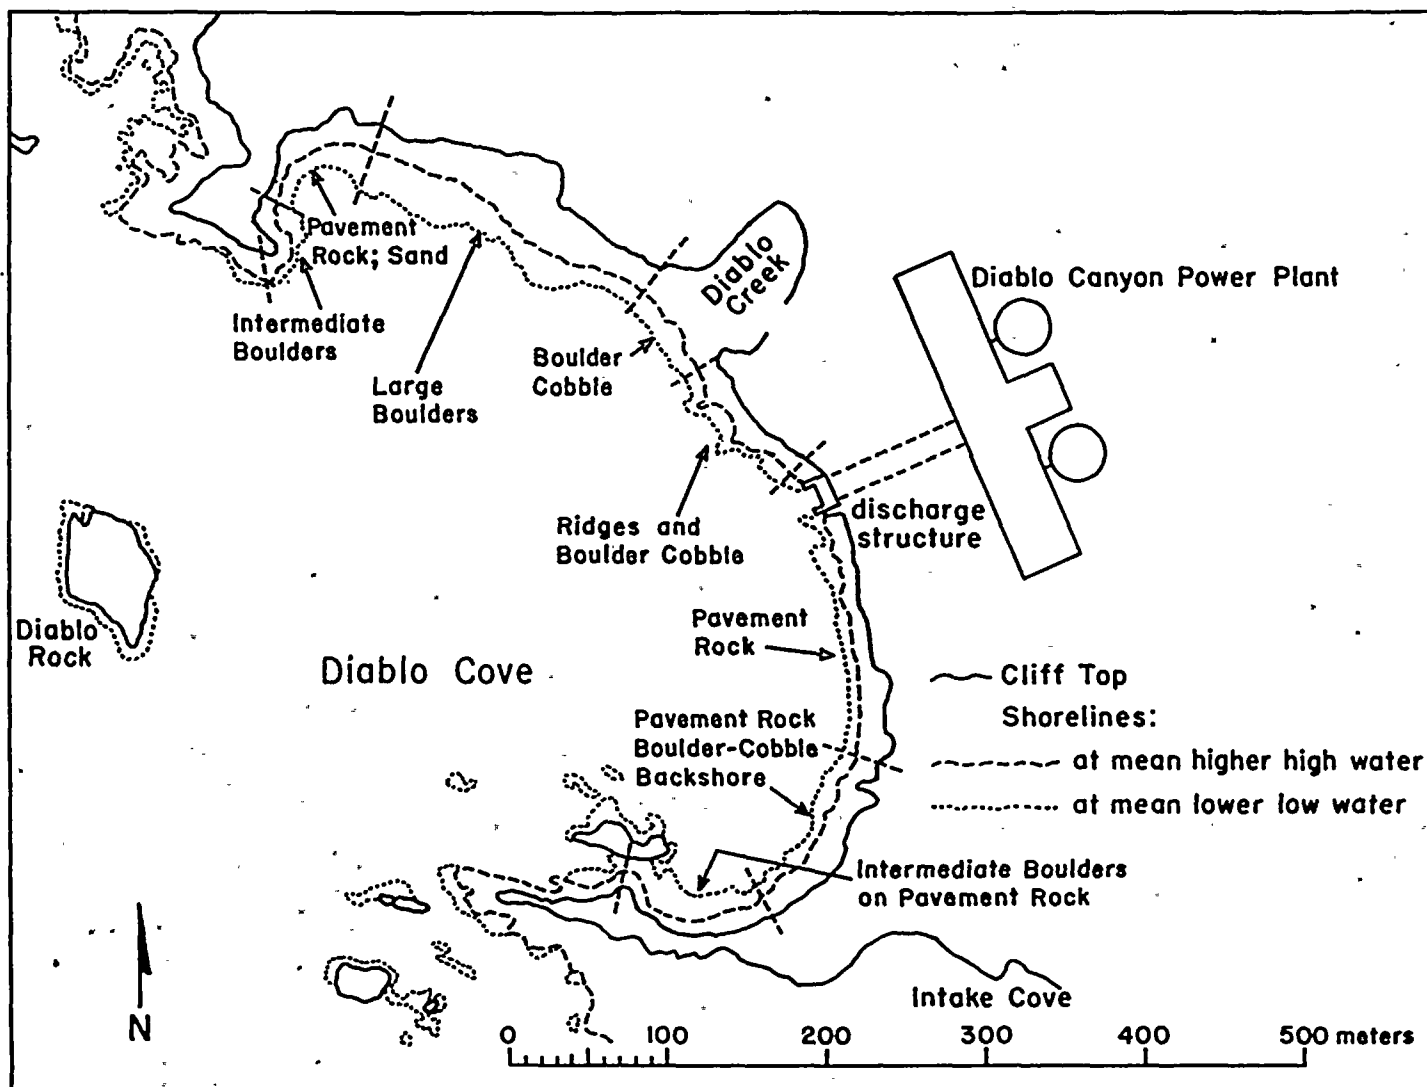 Pavement
Rock; Sand
Intermediate
Boulders
Large
Boulders
Boulder
Cobble
Diablo
Creek
Diablo Canyon Power Plant
Ridges and
Boulder Cobble
discharge
structure
Diablo
Rock
Diablo Cove
Pavement
Rock
Pavement Rock
Boulder-Cobble
Backshore
Cliff Top
Shorelines:
at mean higher high water
at mean lower low water
Intermediate Boulders
on Pavement Rock
Intake Cove
N
0 100 200 300 400 500 meters